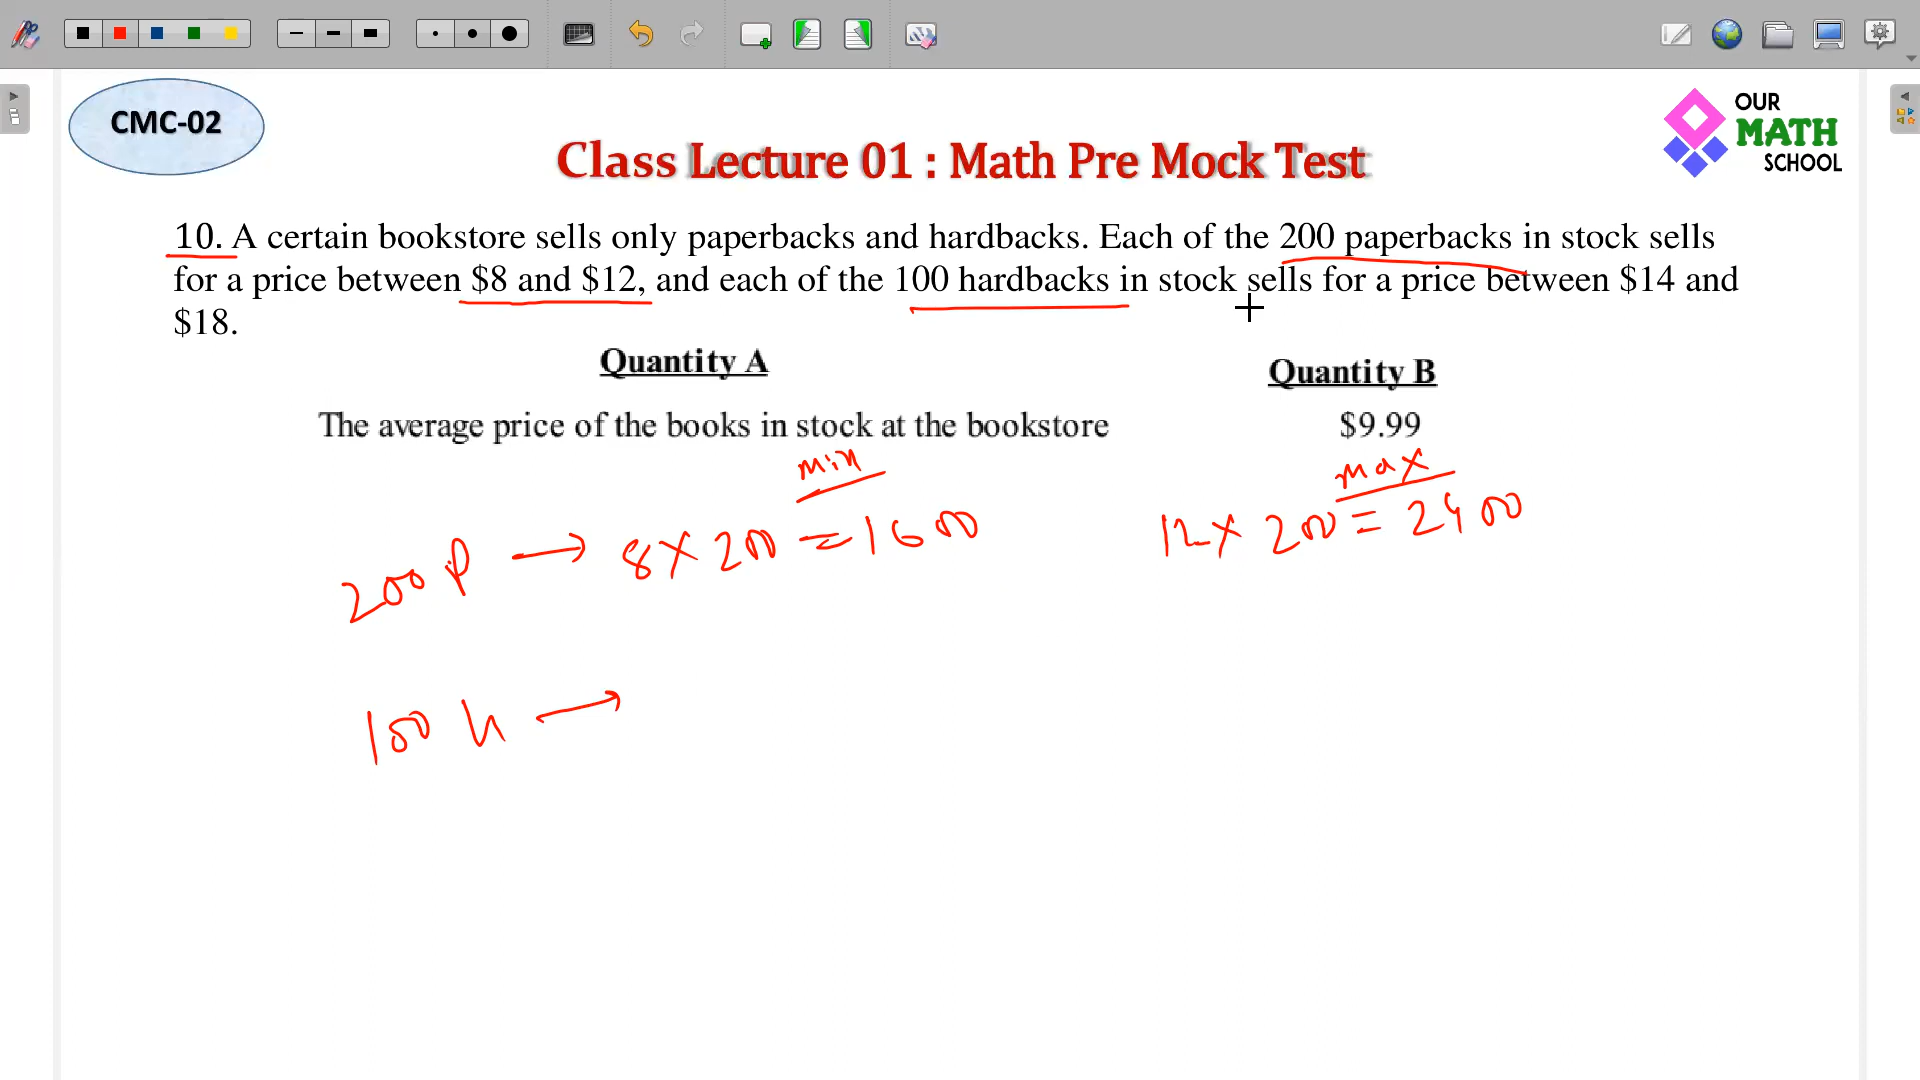 CMC-02
OUR
MATH
SCHOOL
Class Lecture 01 : Math Pre Mock Test
10. A certain bookstore sells only paperbacks and hardbacks. Each of the 200 paperbacks in stock sells
for a price between $8 and $12, and each of the 100 hardbacks in stock sells for a price between $14 and
$18.
Quantity A
Quantity B
The average price of the books in stock at the bookstore
$9.99
min
max
200 P → 8 × 200 = 1600
12 × 200 = 2400
100 h →